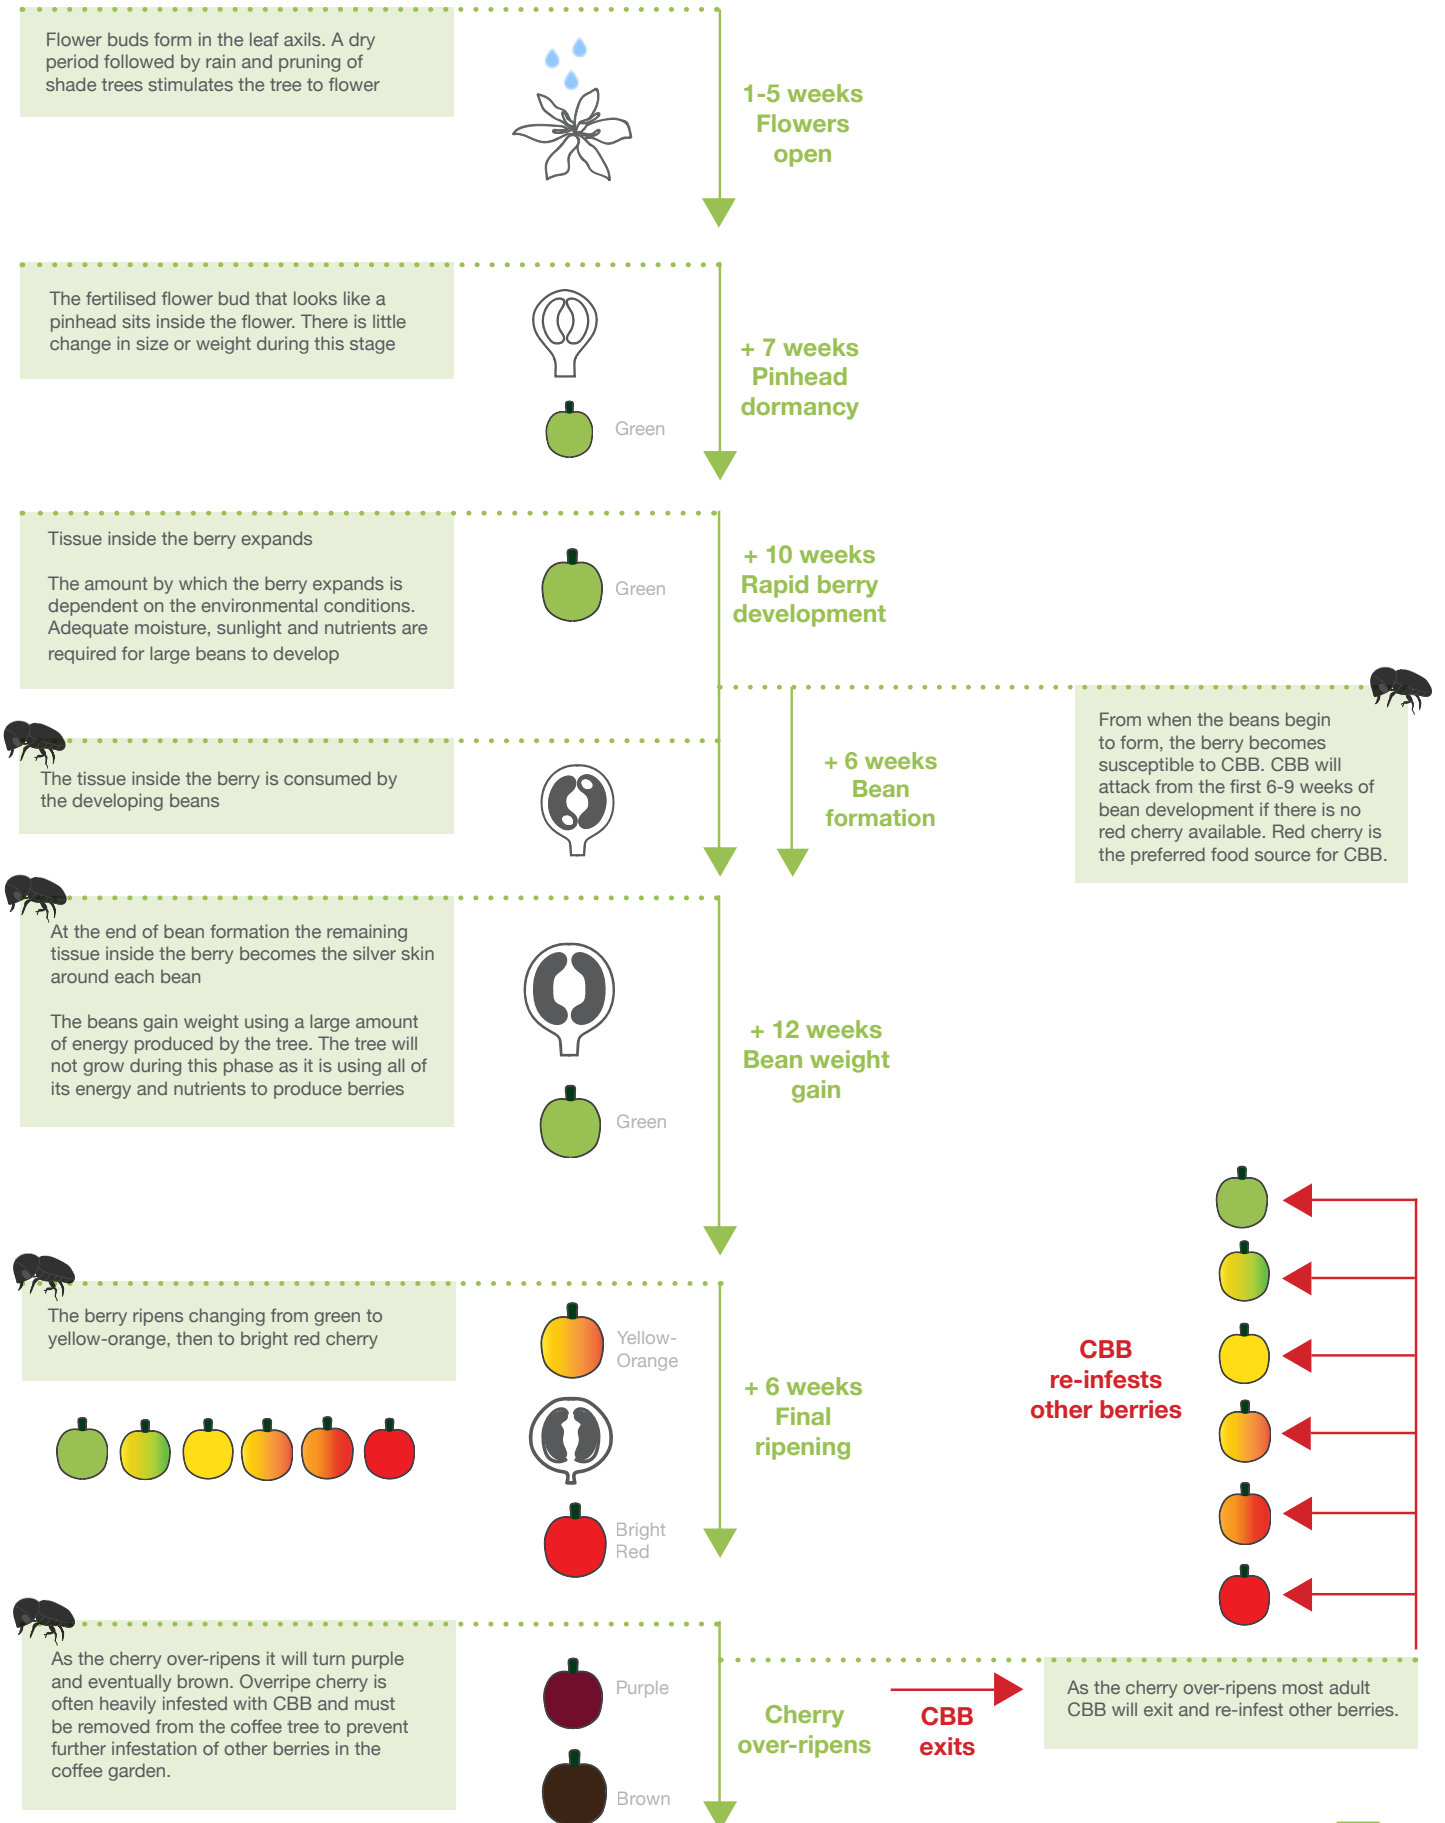 Flower buds form in the leaf axils. A dry
period followed by rain and pruning of
shade trees stimulates the tree to flower
1-5 weeks
Flowers
open
The fertilised flower bud that looks like a
pinhead sits inside the flower. There is little
change in size or weight during this stage
Green
+ 7 weeks
Pinhead
dormancy
Tissue inside the berry expands
The amount by which the berry expands is
dependent on the environmental conditions.
Adequate moisture, sunlight and nutrients are
required for large beans to develop
Green
+ 10 weeks
Rapid berry
development
The tissue inside the berry is consumed by
the developing beans
+ 6 weeks
Bean
formation
From when the beans begin
to form, the berry becomes
susceptible to CBB. CBB will
attack from the first 6-9 weeks of
bean development if there is no
red cherry available. Red cherry is
the preferred food source for CBB.
At the end of bean formation the remaining
tissue inside the berry becomes the silver skin
around each bean
The beans gain weight using a large amount
of energy produced by the tree. The tree will
not grow during this phase as it is using all of
its energy and nutrients to produce berries
Green
+ 12 weeks
Bean weight
gain
The berry ripens changing from green to
yellow-orange, then to bright red cherry
Yellow-
Orange
Bright
Red
+ 6 weeks
Final
ripening
CBB
re-infests
other berries
As the cherry over-ripens it will turn purple
and eventually brown. Overripe cherry is
often heavily infested with CBB and must
be removed from the coffee tree to prevent
further infestation of other berries in the
coffee garden.
Purple
Brown
Cherry
over-ripens
CBB
exits
As the cherry over-ripens most adult
CBB will exit and re-infest other berries.